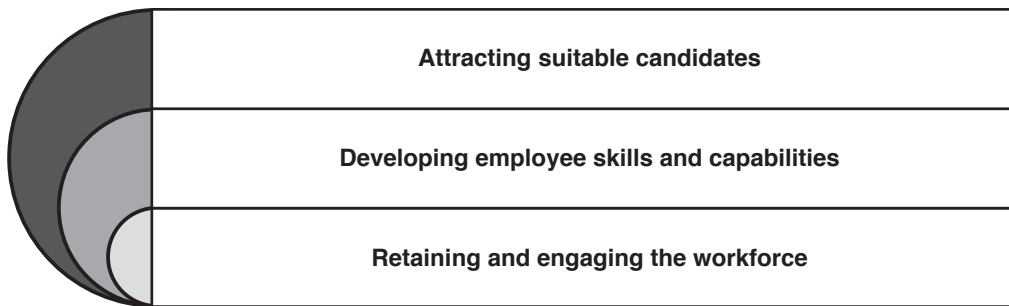 Attracting suitable candidates
Developing employee skills and capabilities
Retaining and engaging the workforce